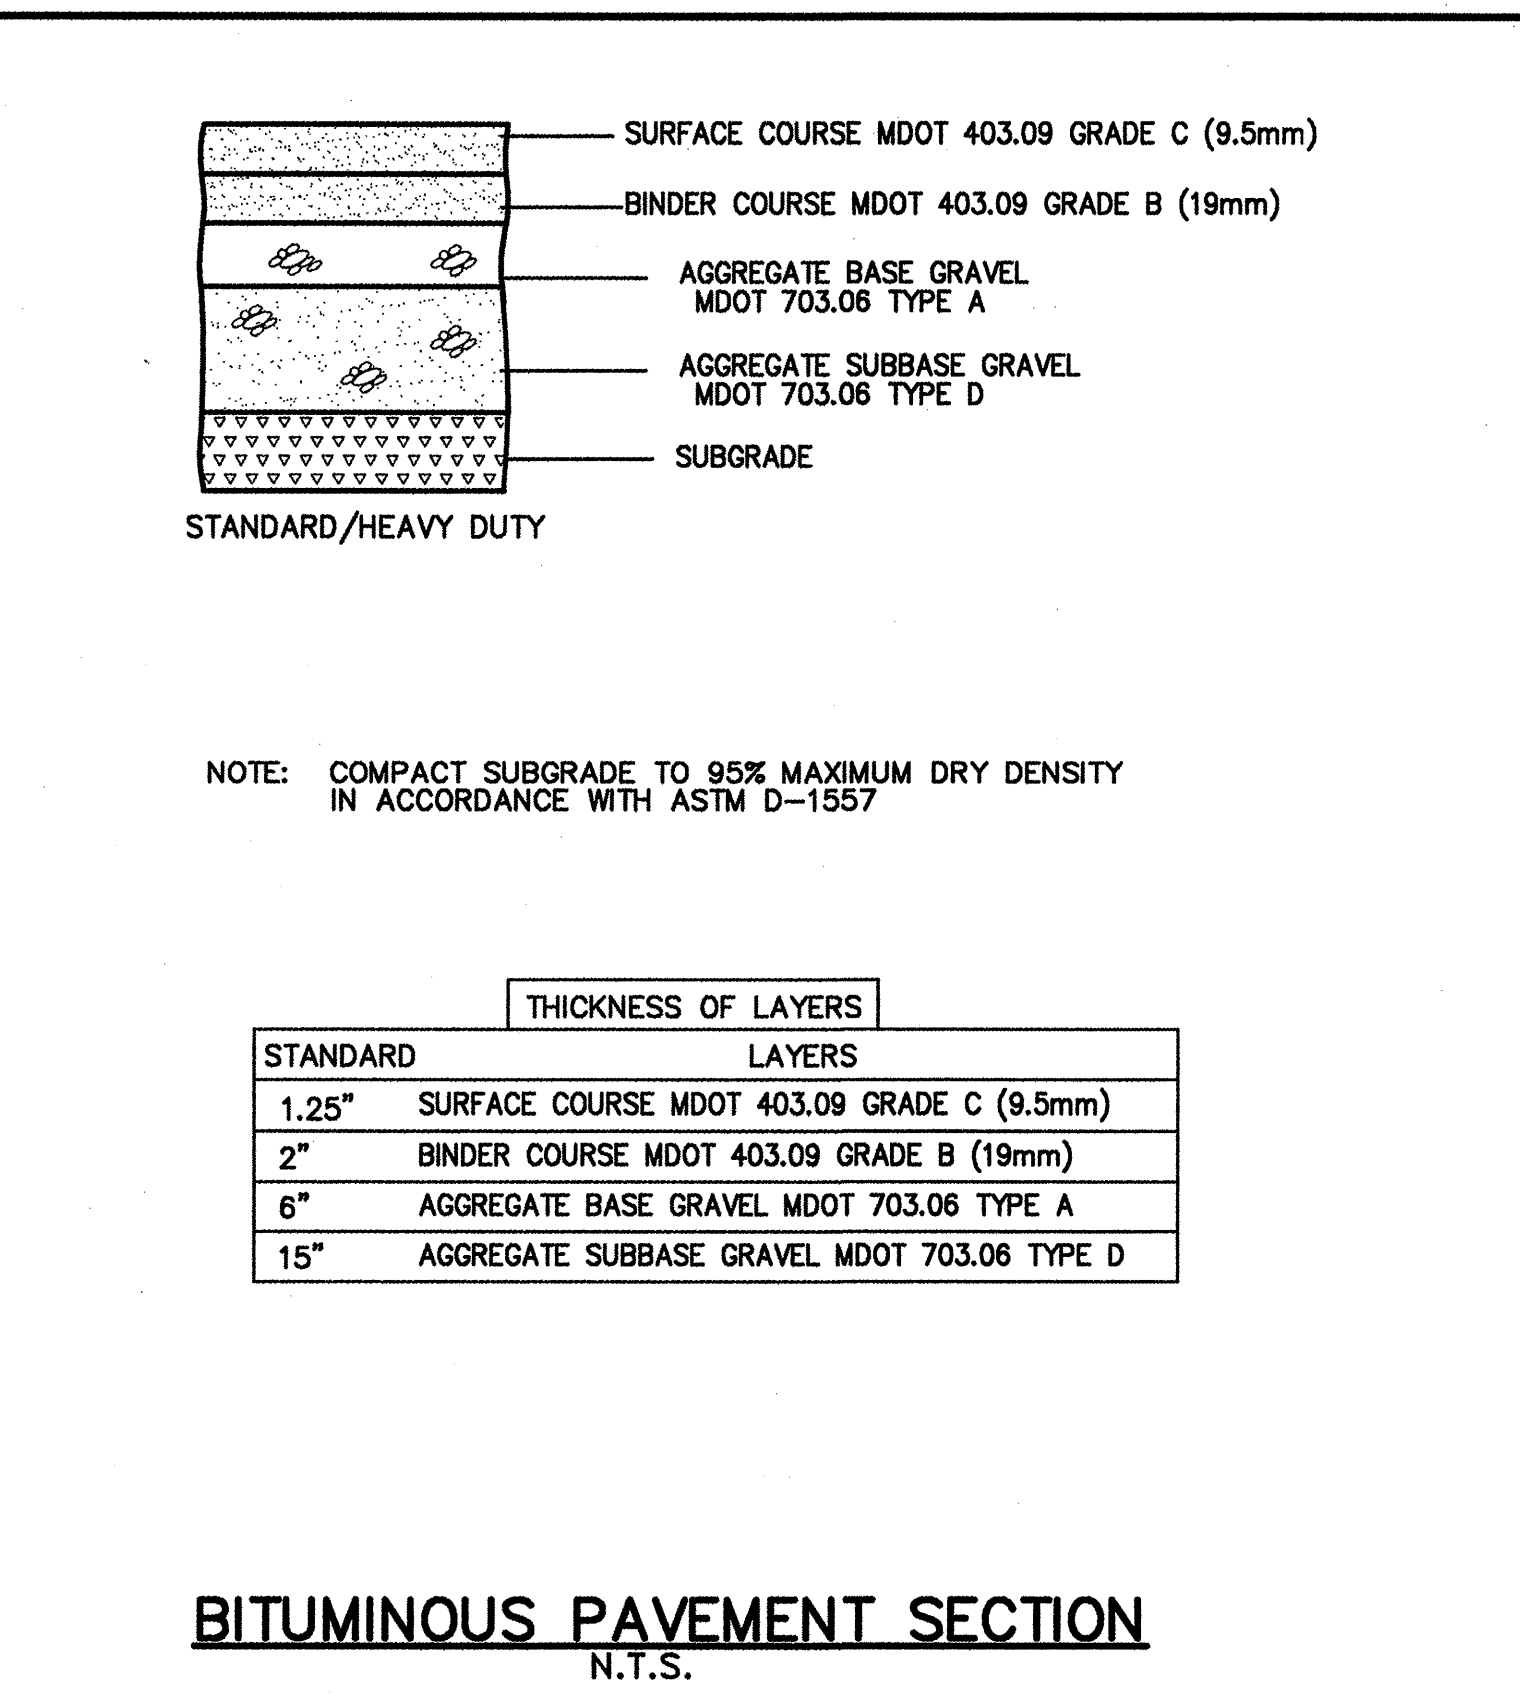 SURFACE COURSE MDOT 403.09 GRADE C (9.5mm)
BINDER COURSE MDOT 403.09 GRADE B (19mm)
AGGREGATE BASE GRAVEL
MDOT 703.06 TYPE A
AGGREGATE SUBBASE GRAVEL
MDOT 703.06 TYPE D
SUBGRADE
STANDARD/HEAVY DUTY
NOTE: COMPACT SUBGRADE TO 95% MAXIMUM DRY DENSITY
IN ACCORDANCE WITH ASTM D-1557
THICKNESS OF LAYERS
STANDARD LAYERS
1.25" SURFACE COURSE MDOT 403.09 GRADE C (9.5mm)
2" BINDER COURSE MDOT 403.09 GRADE B (19mm)
6" AGGREGATE BASE GRAVEL MDOT 703.06 TYPE A
15" AGGREGATE SUBBASE GRAVEL MDOT 703.06 TYPE D
BITUMINOUS PAVEMENT SECTION
N.T.S.